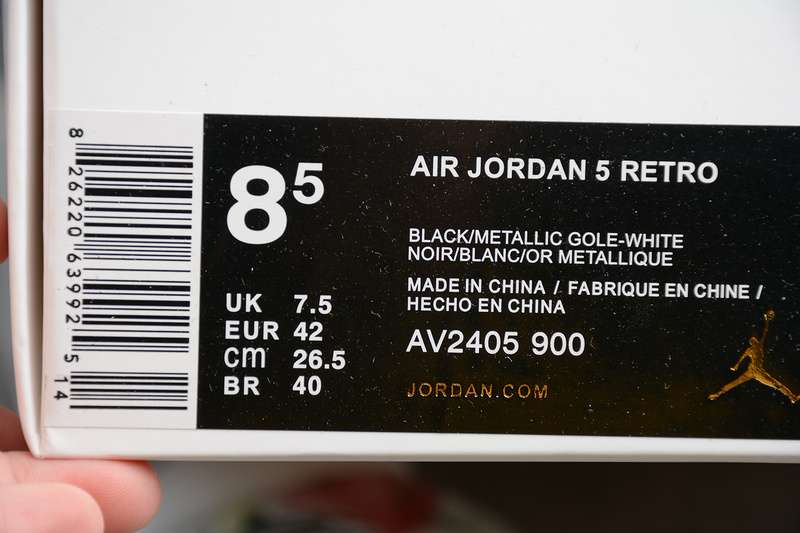 8
26220 63992 5
14
8 5
AIR JORDAN 5 RETRO
BLACK/METALLIC GOLE-WHITE
NOIR/BLANC/OR METALLIQUE
MADE IN CHINA / FABRIQUE EN CHINE /
HECHO EN CHINA
UK 7.5
EUR 42
cm 26.5
BR 40
AV2405 900
JORDAN.COM